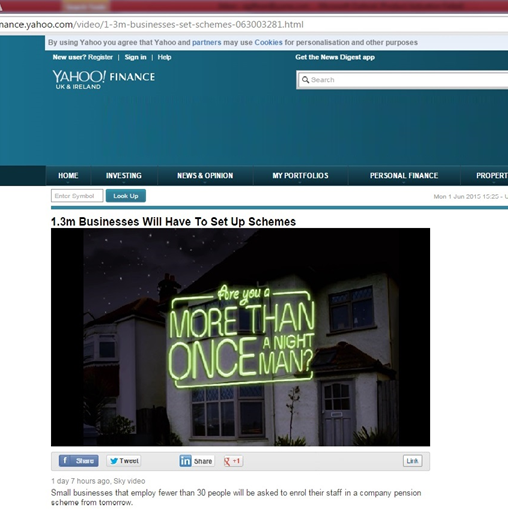 nance.yahoo.com/video/1-3m-businesses-set-schemes-063003281.html
By using Yahoo you agree that Yahoo and partners may use Cookies for personalisation and other purposes
New user? Register | Sign in | Help
Get the News Digest app
YAHOO! FINANCE
UK & IRELAND
Search
HOME INVESTING NEWS & OPINION MY PORTFOLIOS PERSONAL FINANCE PROPERT
Enter Symbol Look Up
Mon 1 Jun 2015 15:25 - U
1.3m Businesses Will Have To Set Up Schemes
Are you a
MORE THAN
ONCE A NIGHT
MAN?
f Share Tweet in Share g +1 Link
1 day 7 hours ago, Sky video
Small businesses that employ fewer than 30 people will be asked to enrol their staff in a company pension
scheme from tomorrow.